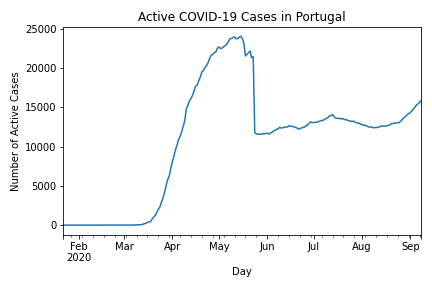 Active COVID-19 Cases in Portugal
Number of Active Cases
25000
20000
15000
10000
5000
0
Feb Mar Apr May Jun Jul Aug Sep
2020
Day